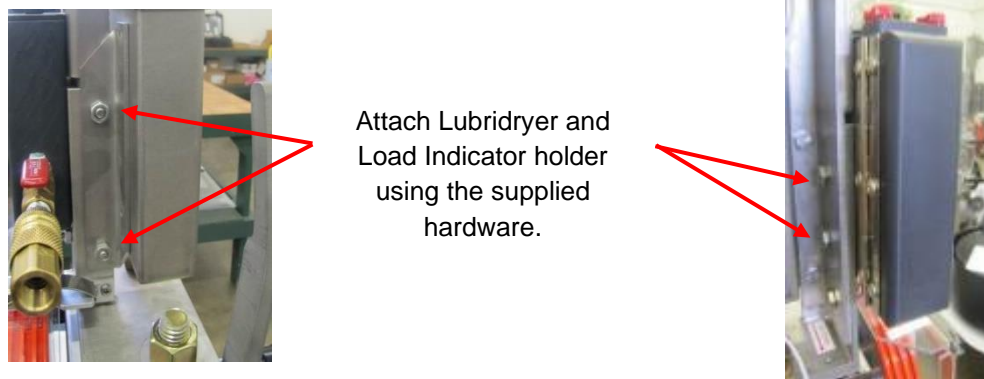 Attach Lubridryer and
Load Indicator holder
using the supplied
hardware.